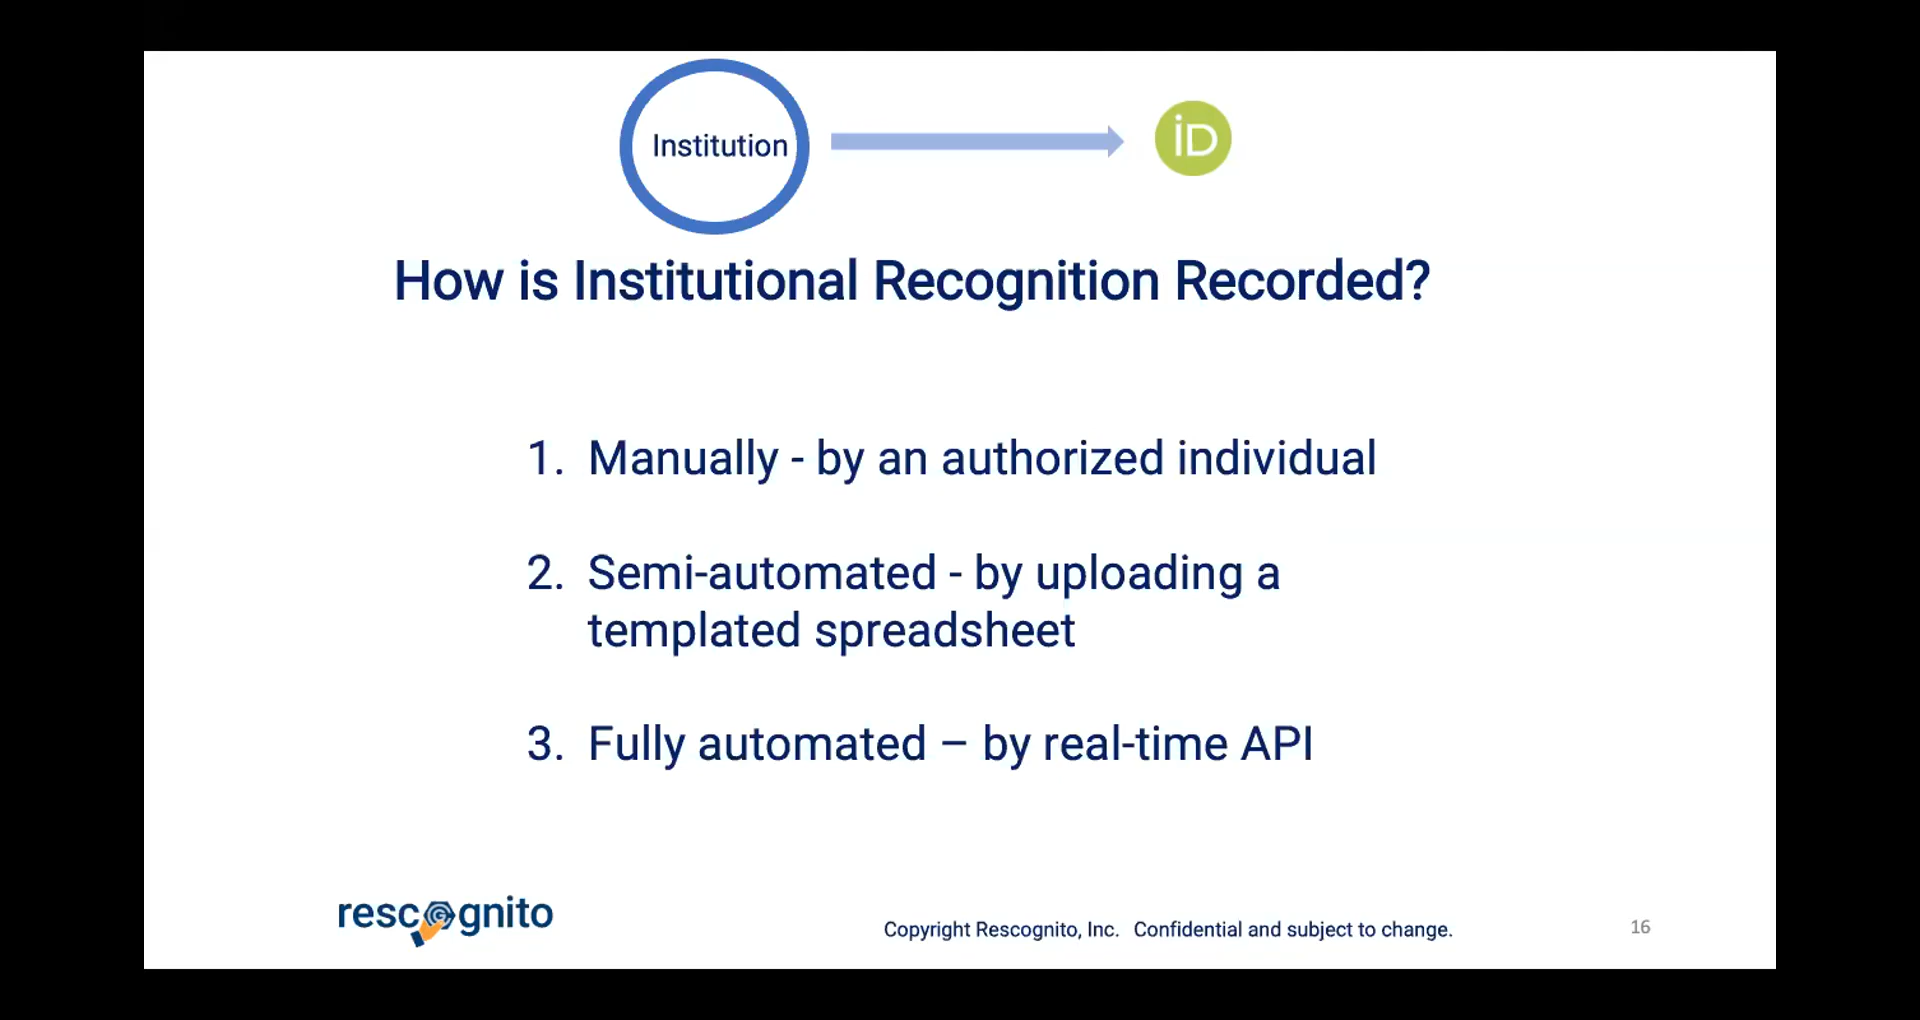 Institution
iD
How is Institutional Recognition Recorded?
1. Manually - by an authorized individual
2. Semi-automated - by uploading a
templated spreadsheet
3. Fully automated – by real-time API
rescognito
Copyright Rescognito, Inc. Confidential and subject to change.
16